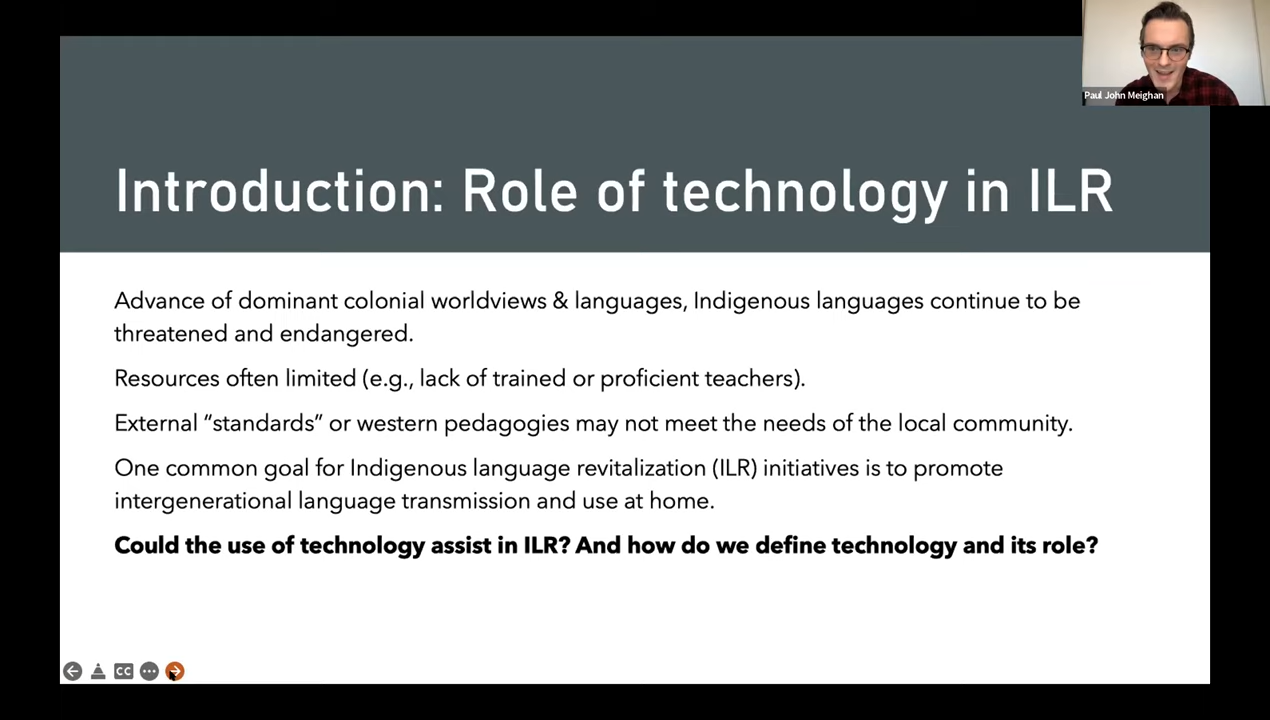 Paul John Meighan
Introduction: Role of technology in ILR
Advance of dominant colonial worldviews & languages, Indigenous languages continue to be
threatened and endangered.
Resources often limited (e.g., lack of trained or proficient teachers).
External “standards” or western pedagogies may not meet the needs of the local community.
One common goal for Indigenous language revitalization (ILR) initiatives is to promote
intergenerational language transmission and use at home.
Could the use of technology assist in ILR? And how do we define technology and its role?
CC